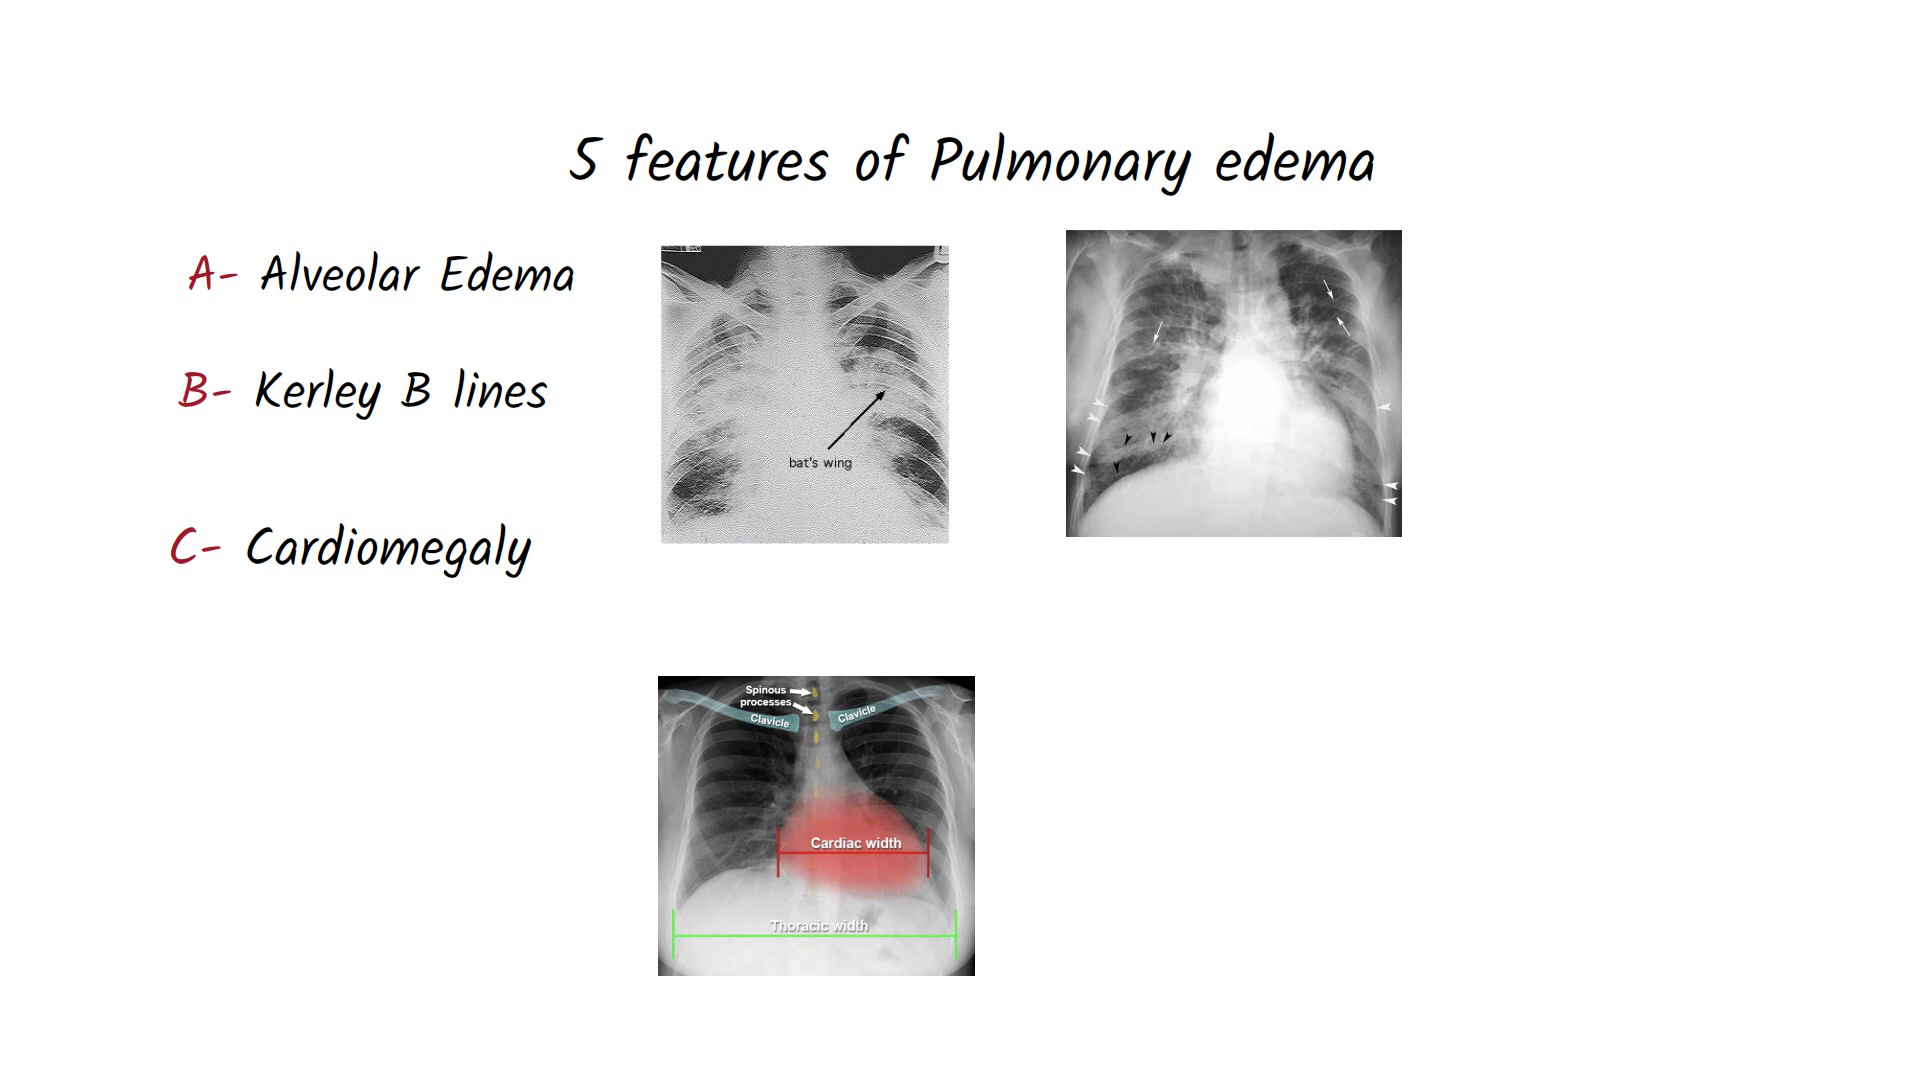 5 features of Pulmonary edema
A- Alveolar Edema
B- Kerley B lines
C- Cardiomegaly
bat's wing
Spinous
processes
Clavicle
Clavicle
Cardiac width
Thoracic width